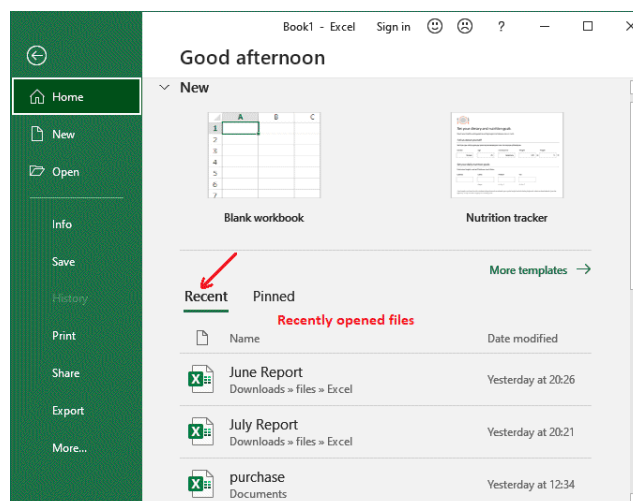 Book1 - Excel Sign in ?
Good afternoon
Home
New
Open
Info
Save
History
Print
Share
Export
More...
New
A B C
1
2
3
4
5
6
7
Blank workbook
Nutrition tracker
More templates
Recent Pinned
Recently opened files
Name Date modified
June Report
Downloads » files » Excel
Yesterday at 20:26
July Report
Downloads » files » Excel
Yesterday at 20:21
purchase
Documents
Yesterday at 12:34